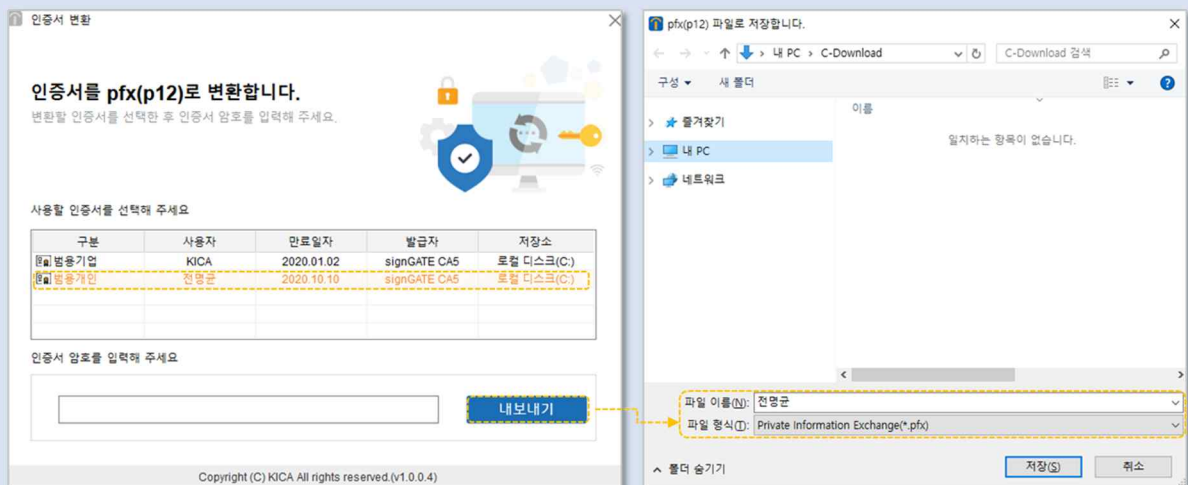 인증서 변환
인증서를 pfx(p12)로 변환합니다.
변환할 인증서를 선택한 후 인증서 암호를 입력해 주세요.
사용할 인증서를 선택해 주세요
구분 사용자 만료일자 발급자 저장소
범용기업 KICA 2020.01.02 signGATE CA5 로컬 디스크(C:)
범용개인 전명균 2020.10.10 signGATE CA5 로컬 디스크(C:)
인증서 암호를 입력해 주세요
내보내기
Copyright (C) KICA All rights reserved.(v1.0.0.4)
pfx(p12) 파일로 저장합니다.
내 PC > C-Download
C-Download 검색
구성 새 폴더
이름
즐겨찾기
일치하는 항목이 없습니다.
내 PC
네트워크
파일 이름(N): 전명균
파일 형식(T): Private Information Exchange(*.pfx)
폴더 숨기기
저장(S) 취소